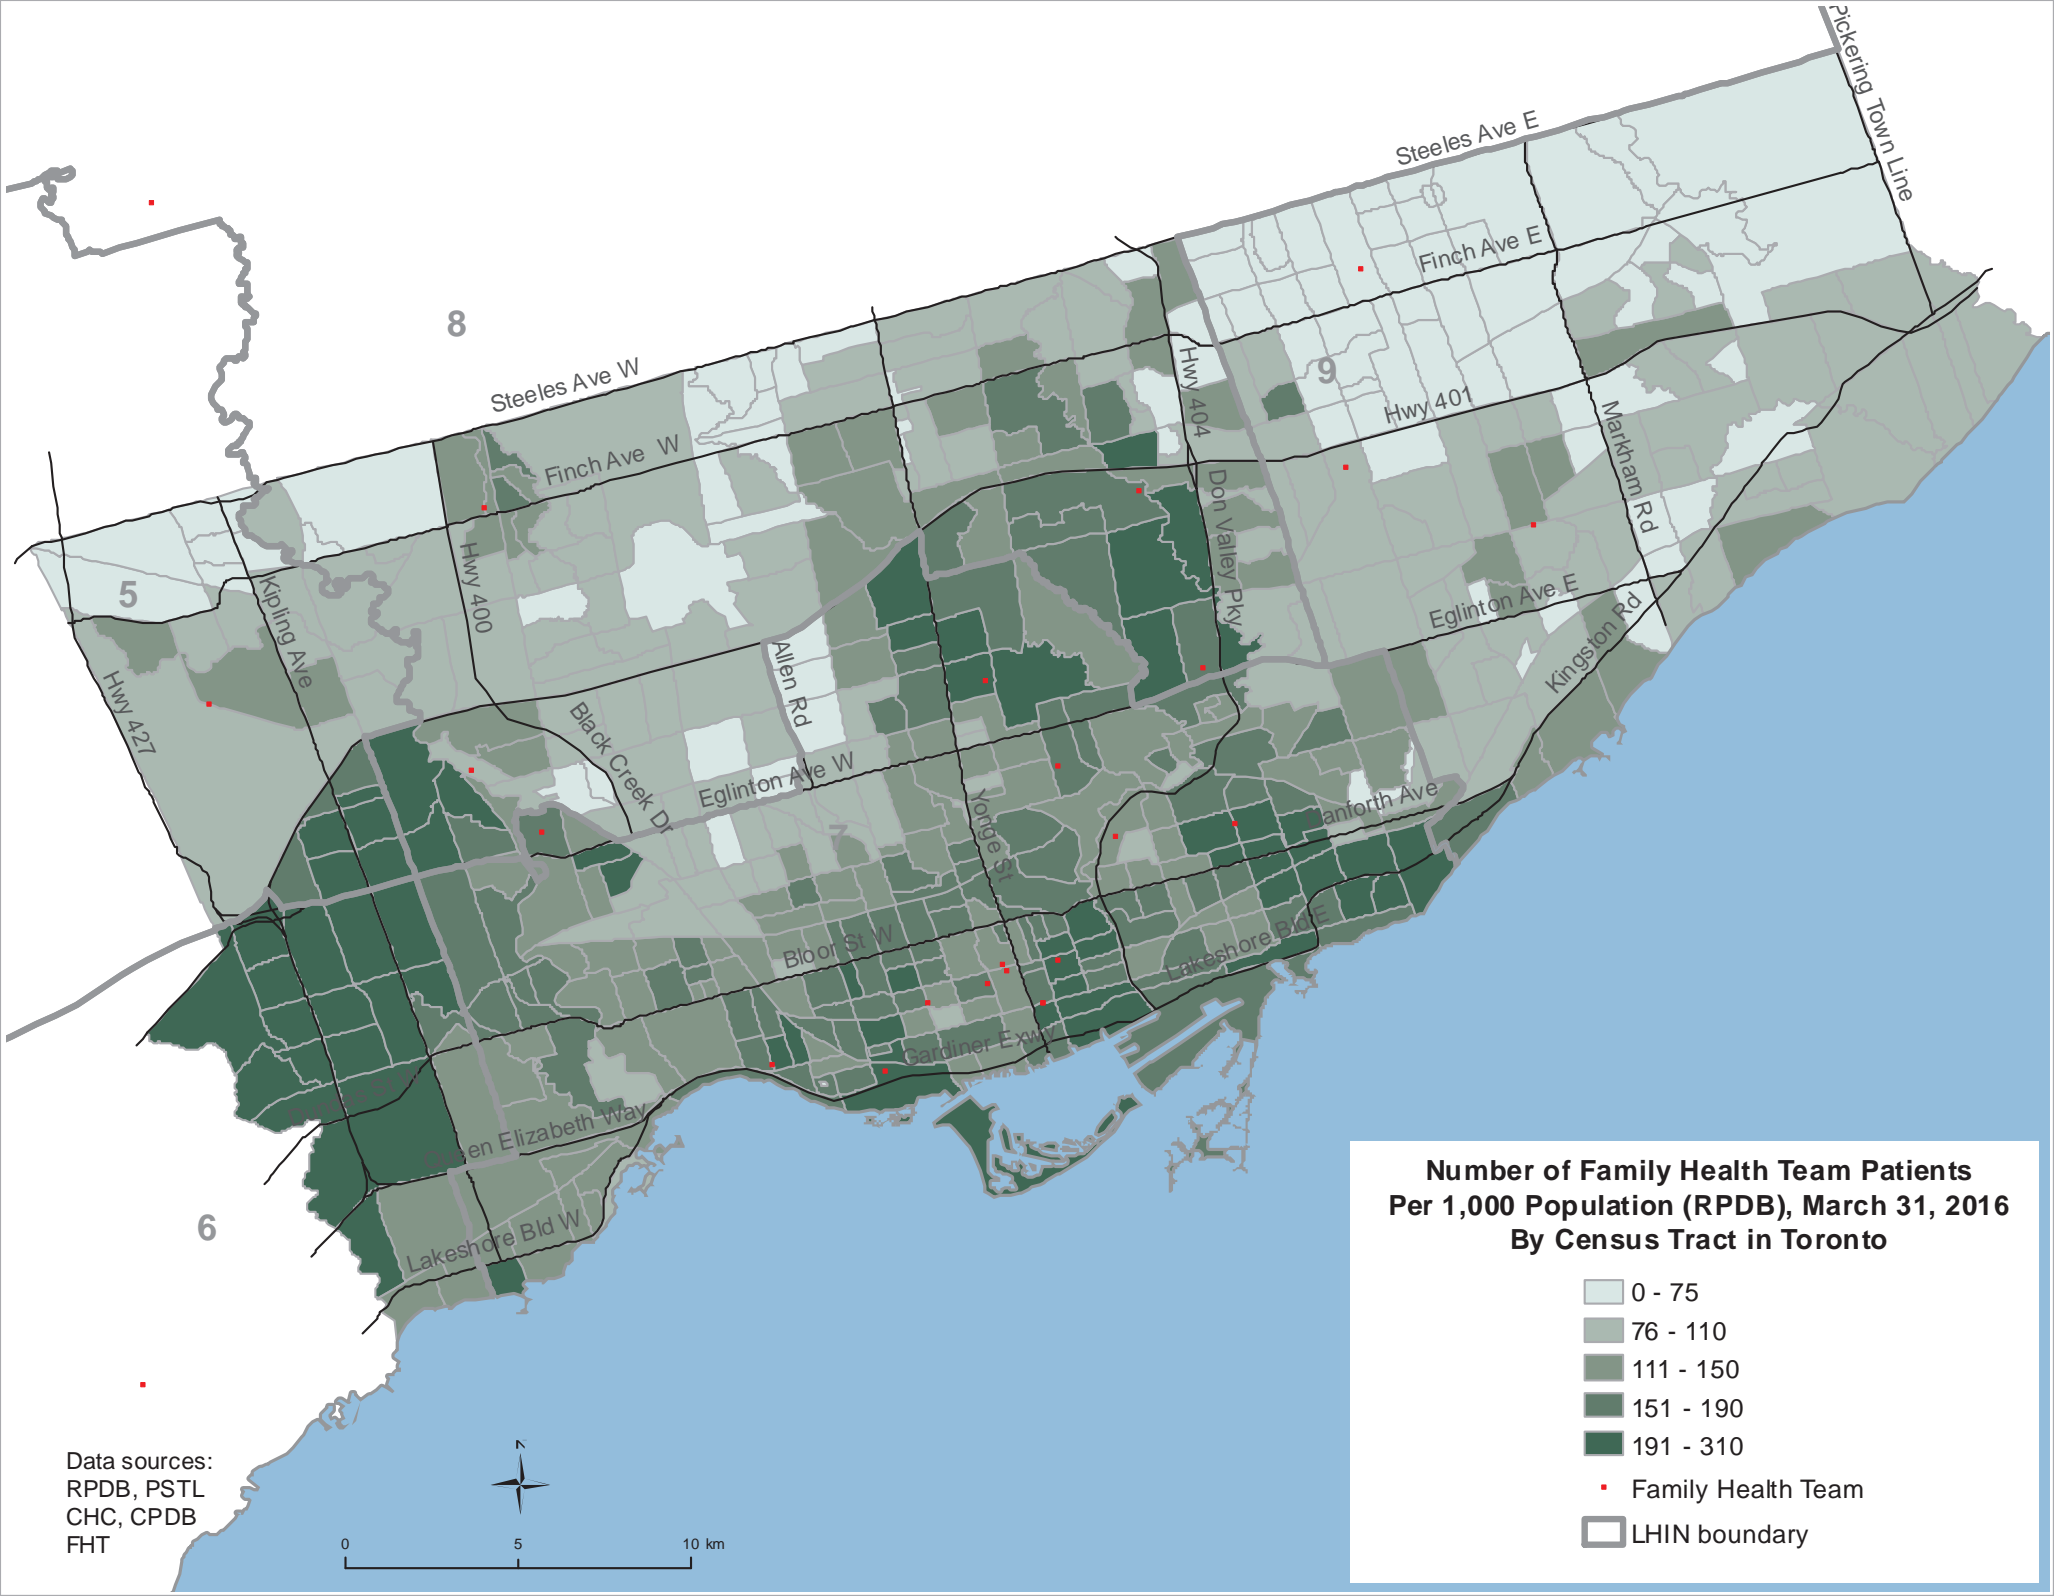 Pickering Town Line
Steeles Ave E
Finch Ave E
8
Steeles Ave W
Hwy 404
9
Hwy 401
Finch Ave W
Markham Rd
Don Valley Pky
Hwy 400
5
Kipling Ave
Eglinton Ave E
Kingston Rd
Allen Rd
Hwy 427
Black Creek Dr
Eglinton Ave W
Yonge St
Danforth Ave
7
Bloor St W
Lakeshore Bld E
Gardiner Exwy
Dundas St W
Queen Elizabeth Way
6
Lakeshore Bld W
Number of Family Health Team Patients
Per 1,000 Population (RPDB), March 31, 2016
By Census Tract in Toronto
0 - 75
76 - 110
111 - 150
151 - 190
191 - 310
Family Health Team
LHIN boundary
Data sources:
RPDB, PSTL
CHC, CPDB
FHT
N
0 5 10 km